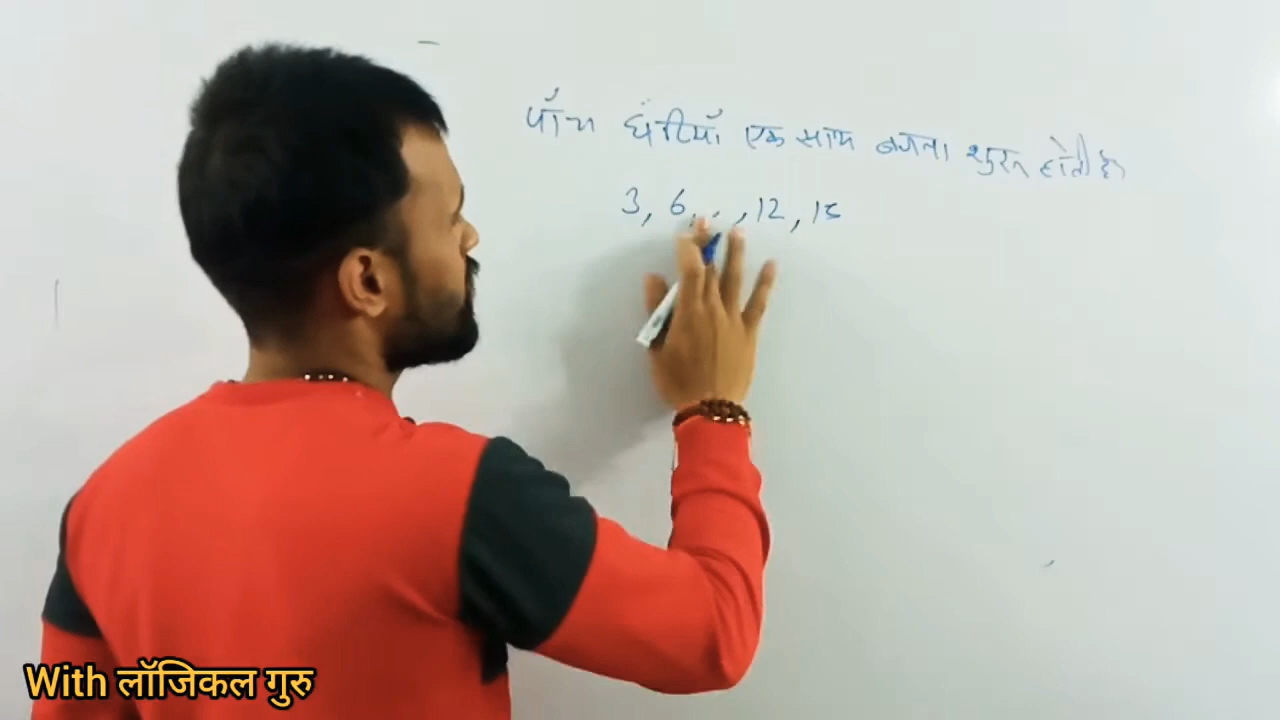 पाँच घंटियाँ एक साथ बजना शुरू होती है।
3, 6, , 12, 15
With लॉजिकल गुरु